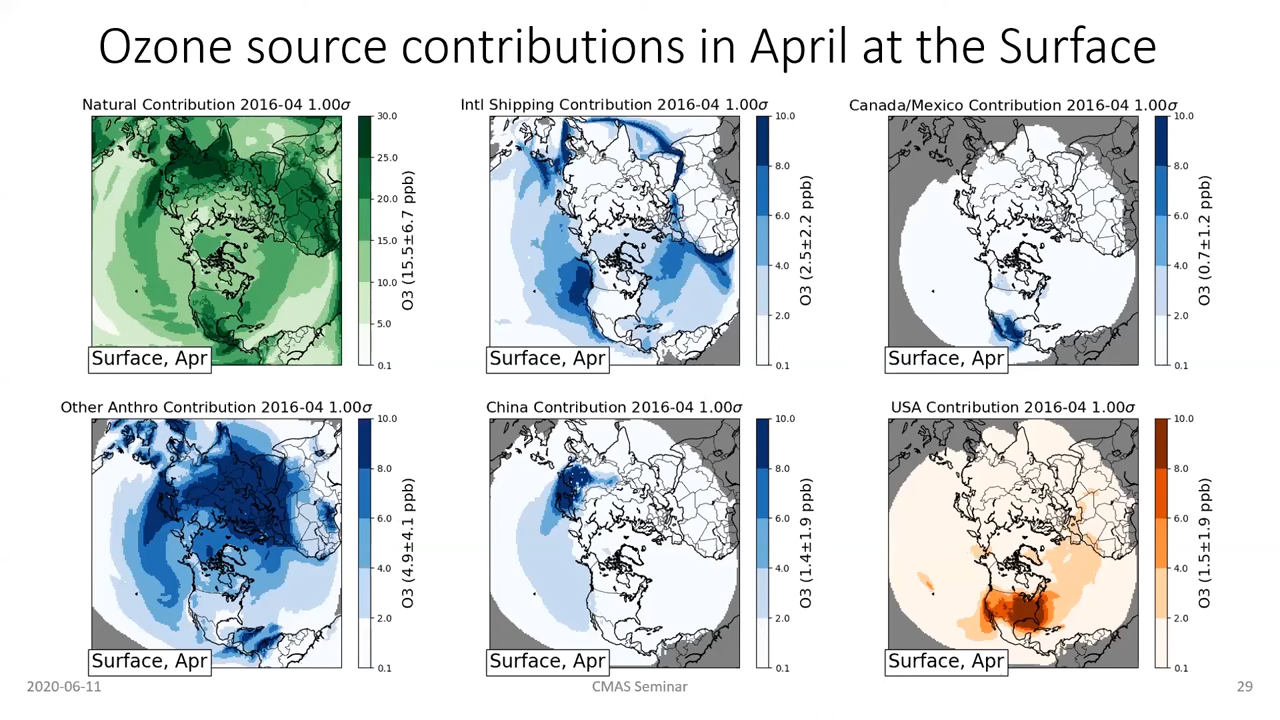 Ozone source contributions in April at the Surface
Natural Contribution 2016-04 1.00σ
30.0
25.0
20.0
15.0
10.0
5.0
0.1
O3 (15.5±6.7 ppb)
Surface, Apr
Intl Shipping Contribution 2016-04 1.00σ
10.0
8.0
6.0
4.0
2.0
0.1
O3 (2.5±2.2 ppb)
Surface, Apr
Canada/Mexico Contribution 2016-04 1.00σ
10.0
8.0
6.0
4.0
2.0
0.1
O3 (0.7±1.2 ppb)
Surface, Apr
Other Anthro Contribution 2016-04 1.00σ
10.0
8.0
6.0
4.0
2.0
0.1
O3 (4.9±4.1 ppb)
Surface, Apr
China Contribution 2016-04 1.00σ
10.0
8.0
6.0
4.0
2.0
0.1
O3 (1.4±1.9 ppb)
Surface, Apr
USA Contribution 2016-04 1.00σ
10.0
8.0
6.0
4.0
2.0
0.1
O3 (1.5±1.9 ppb)
Surface, Apr
2020-06-11
CMAS Seminar
29